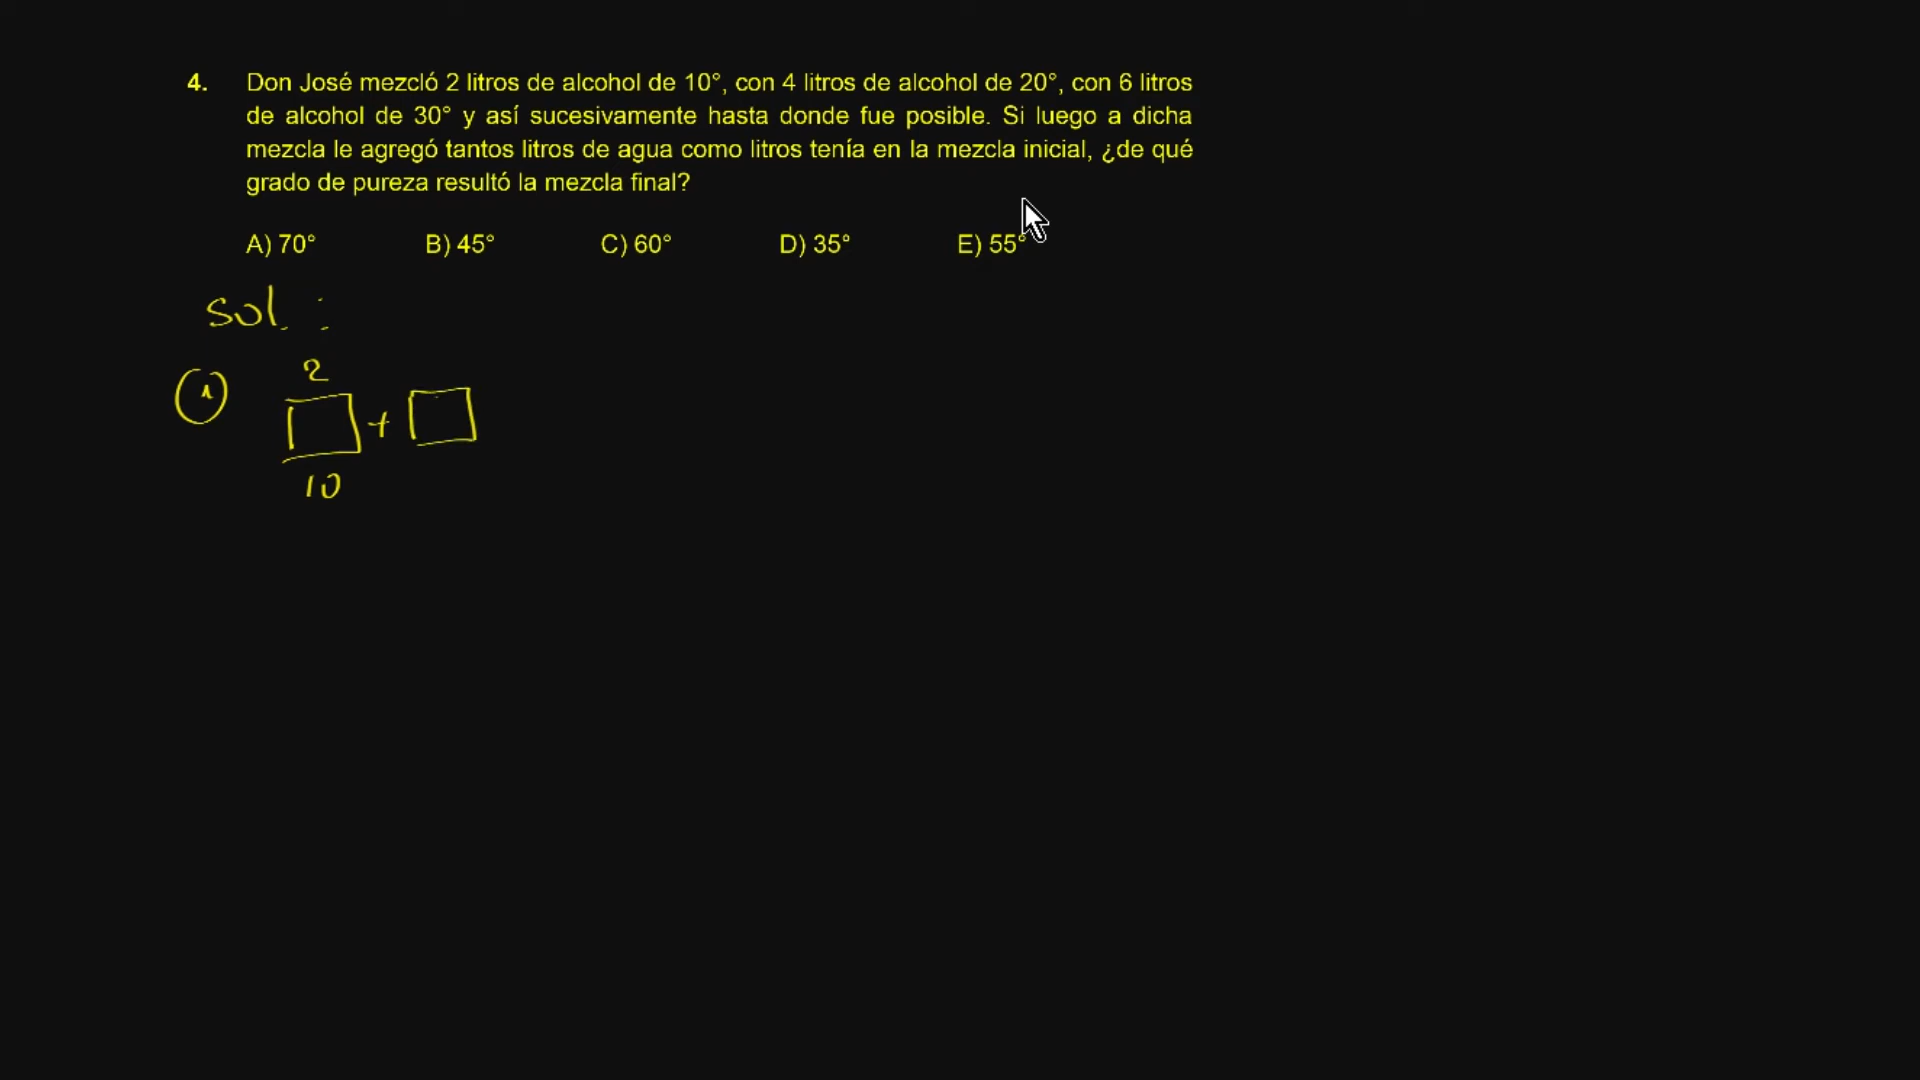 4. Don José mezcló 2 litros de alcohol de 10°, con 4 litros de alcohol de 20°, con 6 litros
de alcohol de 30° y así sucesivamente hasta donde fue posible. Si luego a dicha
mezcla le agregó tantos litros de agua como litros tenía en la mezcla inicial, ¿de qué
grado de pureza resultó la mezcla final?
A) 70° B) 45° C) 60° D) 35° E) 55°
Sol. :
1 2
+
10